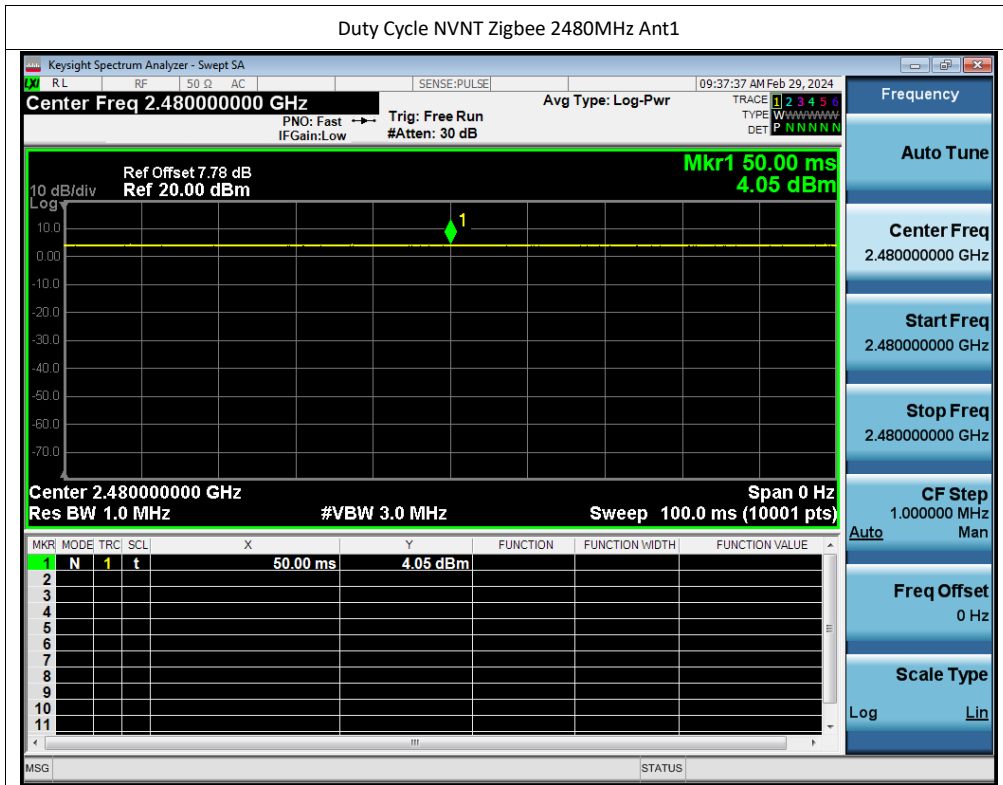 Duty Cycle NVNT Zigbee 2480MHz Ant1
Keysight Spectrum Analyzer - Swept SA
LXI RL RF 50 Ω AC SENSE:PULSE 09:37:37 AM Feb 29, 2024
Center Freq 2.480000000 GHz Avg Type: Log-Pwr TRACE 1 2 3 4 5 6
PNO: Fast Trig: Free Run TYPE WWWWWWW
IFGain:Low #Atten: 30 dB DET P N N N N N
Mkr1 50.00 ms
4.05 dBm
Ref Offset 7.78 dB
10 dB/div Ref 20.00 dBm
Log
1
10.0
0.00
-10.0
-20.0
-30.0
-40.0
-50.0
-60.0
-70.0
Center 2.480000000 GHz Span 0 Hz
Res BW 1.0 MHz #VBW 3.0 MHz Sweep 100.0 ms (10001 pts)
MKR MODE TRC SCL X Y FUNCTION FUNCTION WIDTH FUNCTION VALUE
1 N 1 t 50.00 ms 4.05 dBm
2
3
4
5
6
7
8
9
10
11
MSG STATUS
Frequency
Auto Tune
Center Freq
2.480000000 GHz
Start Freq
2.480000000 GHz
Stop Freq
2.480000000 GHz
CF Step
1.000000 MHz
Auto Man
Freq Offset
0 Hz
Scale Type
Log Lin